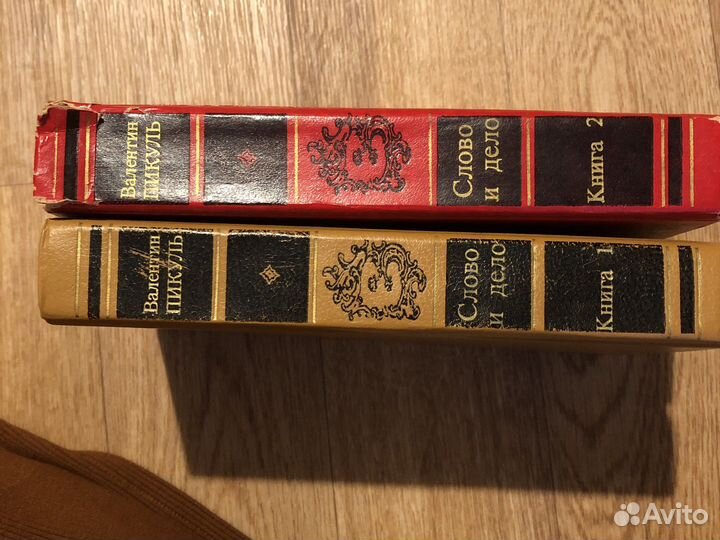 Валентин
ПИКУЛЬ
Слово
и дело
Книга 2
Валентин
ПИКУЛЬ
Слово
и дело
Книга 1
Avito